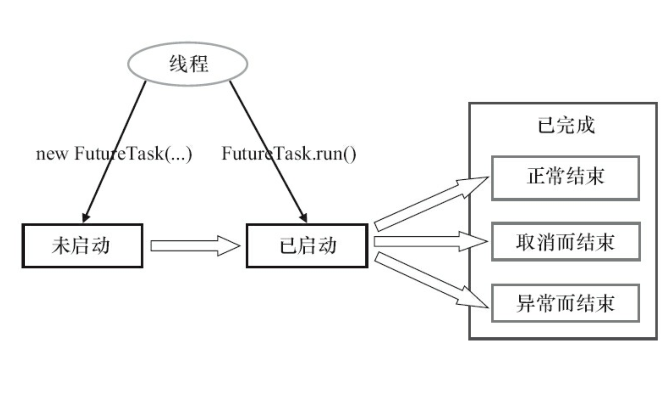 线程
new FutureTask(...)
FutureTask.run()
已完成
正常结束
未启动
已启动
取消而结束
异常而结束